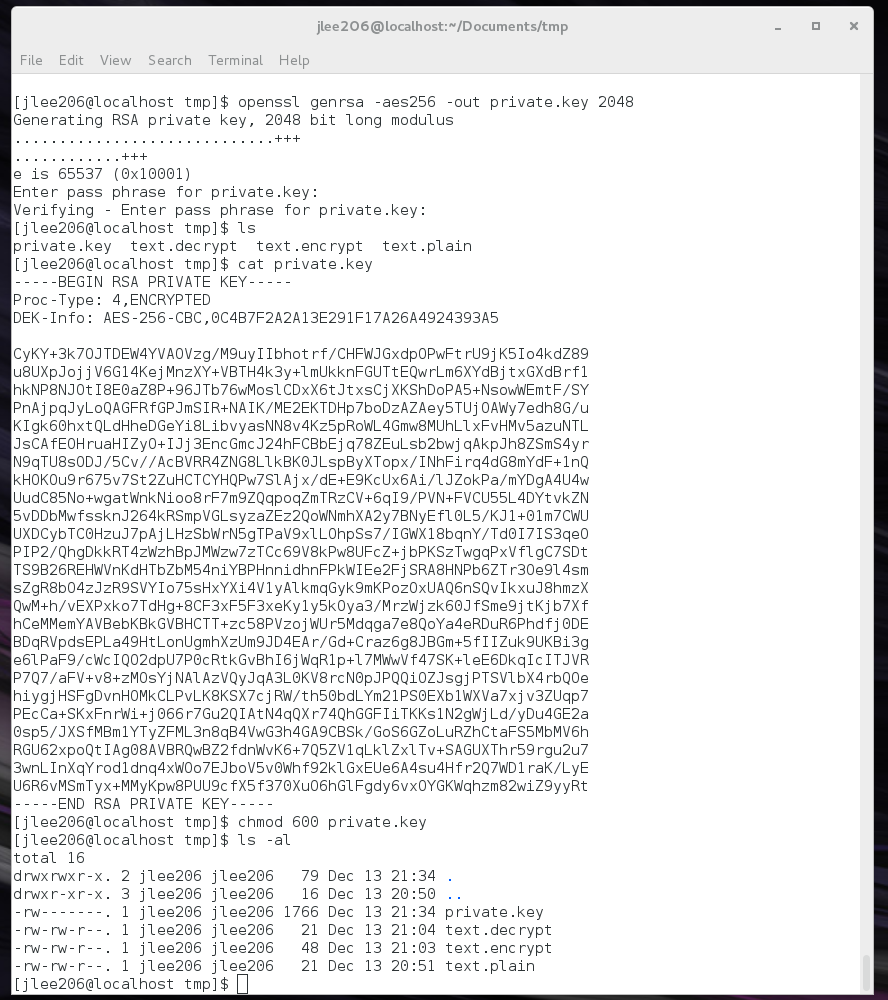 jlee206@localhost:~/Documents/tmp
File Edit View Search Terminal Help
[jlee206@localhost tmp]$ openssl genrsa -aes256 -out private.key 2048
Generating RSA private key, 2048 bit long modulus
.............................+++
............+++
e is 65537 (0x10001)
Enter pass phrase for private.key:
Verifying - Enter pass phrase for private.key:
[jlee206@localhost tmp]$ ls
private.key  text.decrypt  text.encrypt  text.plain
[jlee206@localhost tmp]$ cat private.key
-----BEGIN RSA PRIVATE KEY-----
Proc-Type: 4,ENCRYPTED
DEK-Info: AES-256-CBC,0C4B7F2A2A13E291F17A26A4924393A5
CyKY+3k7OJTDEW4YVAOVzg/M9uyIIbhotrf/CHFWJGxdpOPwFtrU9jK5Io4kdZ89
u8UXpJojjV6G14KejMnzXY+VBTH4k3y+lmUkknFGUTtEQwrLm6XYdBjtxGXdBrf1
hkNP8NJOtI8E0aZ8P+96JTb76wMoslCDxX6tJtxsCjXKShDoPA5+NsowWEmtF/SY
PnAjpqJyLoQAGFRfGPJmSIR+NAIK/ME2EKTDHp7boDzAZAey5TUjOAWy7edh8G/u
KIgk60hxtQLdHheDGeYi8LibvyasNN8v4Kz5pRoWL4Gmw8MUhLlxFvHMv5azuNTL
JsCAfEOHruaHIZyO+IJj3EncGmcJ24hFCBbEjq78ZEuLsb2bwjqAkpJh8ZSmS4yr
N9qTU8sODJ/5Cv//AcBVRR4ZNG8LlkBK0JLspByXTopx/INhFirq4dG8mYdF+1nQ
kHOKOu9r675v7St2ZuHCTCYHQPw7SlAjx/dE+E9KcUx6Ai/lJZokPa/mYDgA4U4w
UudC85No+wgatWnkNioo8rF7m9ZQqpoqZmTRzCV+6qI9/PVN+FVCU55L4DYtvkZN
5vDDbMwfssknJ264kRSmpVGLsyzaZEz2QoWNmhXA2y7BNyEfl0L5/KJ1+01m7CWU
UXDCybTC0HzuJ7pAjLHzSbWrN5gTPaV9xlLOhpSs7/IGWX18bqnY/Td0I7IS3qeO
PIP2/QhgDkkRT4zWzhBpJMWzw7zTCc69V8kPw8UFcZ+jbPKSzTwgqPxVflgC7SDt
TS9B26REHWVnKdHTbZbM54niYBPHnnidhnFPkWIEe2FjSRA8HNPb6ZTr3Oe9l4sm
sZgR8bO4zJzR9SVYIo75sHxYXi4V1yAlkmqGyk9mKPozOxUAQ6nSQvIkxuJ8hmzX
QwM+h/vEXPxko7TdHg+8CF3xF5F3xeKy1y5kOya3/MrzWjzk60JfSme9jtKjb7Xf
hCeMMemYAVBebKBkGVBHCTT+zc58PVzojWUr5Mdqga7e8QoYa4eRDuR6Phdfj0DE
BDqRVpdsEPLa49HtLonUgmhXzUm9JD4EAr/Gd+Craz6g8JBGm+5fIIZuk9UKBi3g
e6lPaF9/cWcIQO2dpU7P0cRtkGvBhI6jWqR1p+l7MWwVf47SK+leE6DkqIcITJVR
P7Q7/aFV+v8+zMOsYjNAlAzVQyJqA3L0KV8rcN0pJPQQiOZJsgjPTSVlbX4rbQOe
hiygjHSFgDvnHOMkCLPvLK8KSX7cjRW/th50bdLYm21PS0EXb1WXVa7xjv3ZUqp7
PEcCa+SKxFnrWi+j066r7Gu2QIAtN4qQXr74QhGGFIiTKKs1N2gWjLd/yDu4GE2a
0sp5/JXSfMBm1YTyZFML3n8qB4VwG3h4GA9CBSk/GoS6GZoLuRZhCtaFS5MbMV6h
RGU62xpoQtIAg08AVBRQwBZ2fdnWvK6+7Q5ZV1qLklZxlTv+SAGUXThr59rgu2u7
3wnLInXqYrod1dnq4xWOo7EJboV5v0Whf92klGxEUe6A4su4Hfr2Q7WD1raK/LyE
U6R6vMSmTyx+MMyKpw8PUU9cfX5f370XuO6hGlFgdy6vxOYGKWqhzm82wiZ9yyRt
-----END RSA PRIVATE KEY-----
[jlee206@localhost tmp]$ chmod 600 private.key
[jlee206@localhost tmp]$ ls -al
total 16
drwxrwxr-x. 2 jlee206 jlee206   79 Dec 13 21:34 .
drwxr-xr-x. 3 jlee206 jlee206   16 Dec 13 20:50 ..
-rw-------. 1 jlee206 jlee206 1766 Dec 13 21:34 private.key
-rw-rw-r--. 1 jlee206 jlee206   21 Dec 13 21:04 text.decrypt
-rw-rw-r--. 1 jlee206 jlee206   48 Dec 13 21:03 text.encrypt
-rw-rw-r--. 1 jlee206 jlee206   21 Dec 13 20:51 text.plain
[jlee206@localhost tmp]$